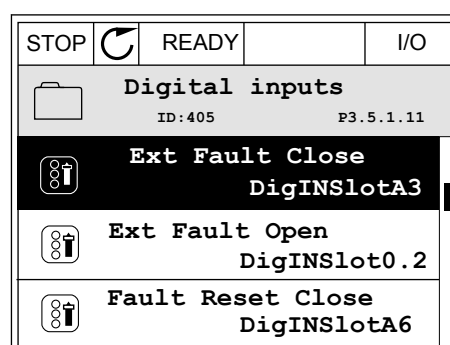 STOP READY I/O
Digital inputs
ID:405 P3.5.1.11
Ext Fault Close
DigINSlotA3
Ext Fault Open
DigINSlot0.2
Fault Reset Close
DigINSlotA6